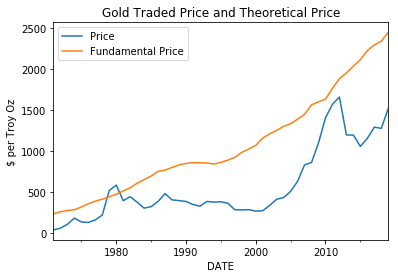 Gold Traded Price and Theoretical Price
Price
Fundamental Price
$ per Troy Oz
2500
2000
1500
1000
500
0
1980
1990
2000
2010
DATE